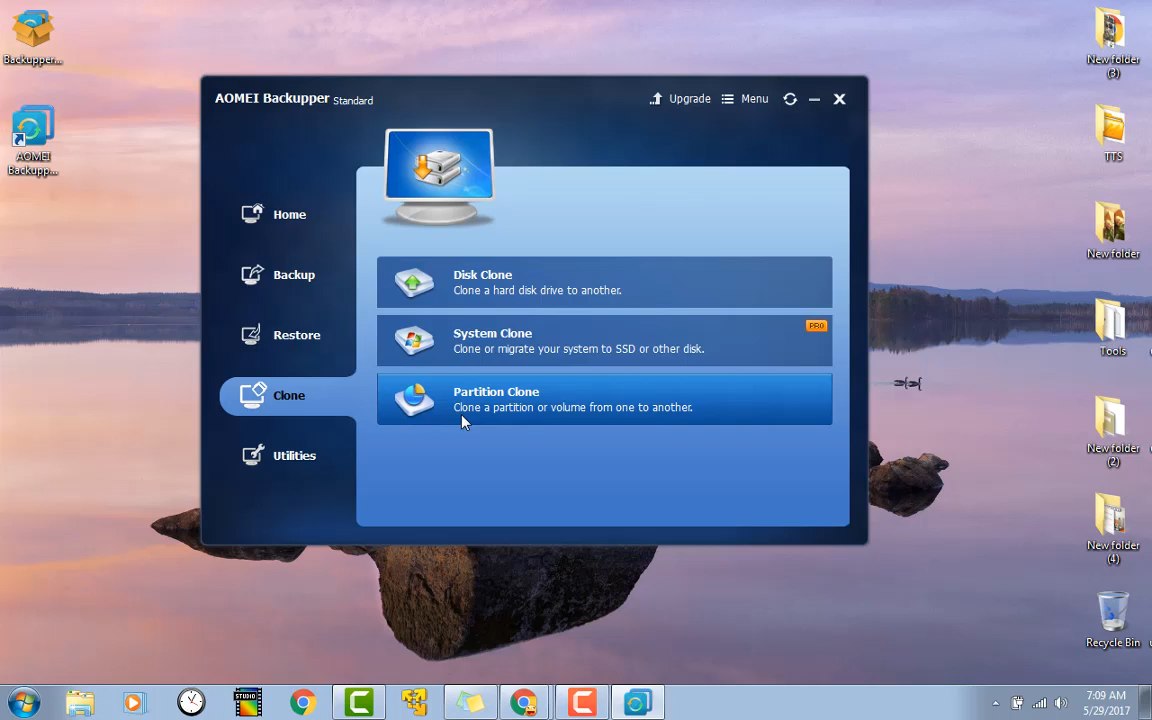 Backupper...
AOMEI
Backupp...
AOMEI Backupper Standard
Upgrade
Menu
Home
Backup
Restore
Clone
Utilities
Disk Clone
Clone a hard disk drive to another.
System Clone
PRO
Clone or migrate your system to SSD or other disk.
Partition Clone
Clone a partition or volume from one to another.
New folder
(3)
TTS
New folder
Tools
New folder
(2)
New folder
(4)
Recycle Bin
STUDIO
7:09 AM
5/29/2017